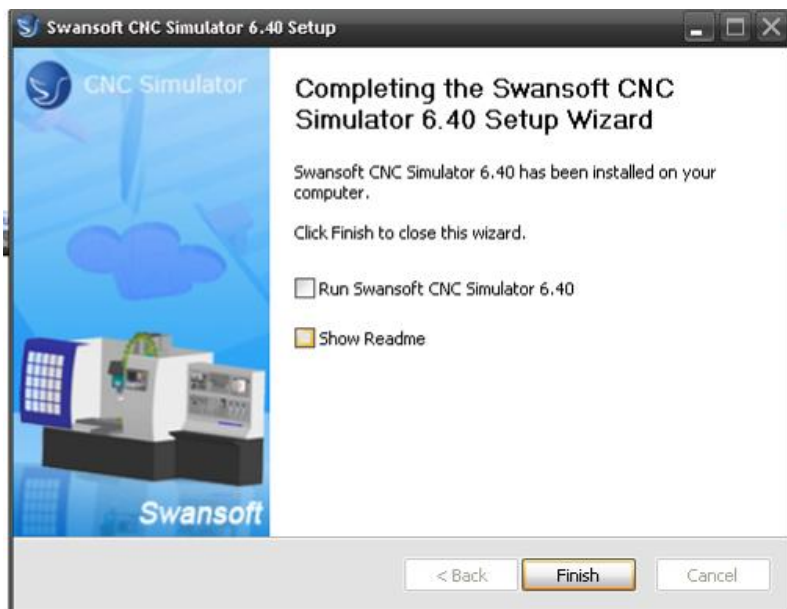 Swansoft CNC Simulator 6.40 Setup
CNC Simulator
Completing the Swansoft CNC
Simulator 6.40 Setup Wizard
Swansoft CNC Simulator 6.40 has been installed on your
computer.
Click Finish to close this wizard.
Run Swansoft CNC Simulator 6.40
Show Readme
Swansoft
< Back
Finish
Cancel